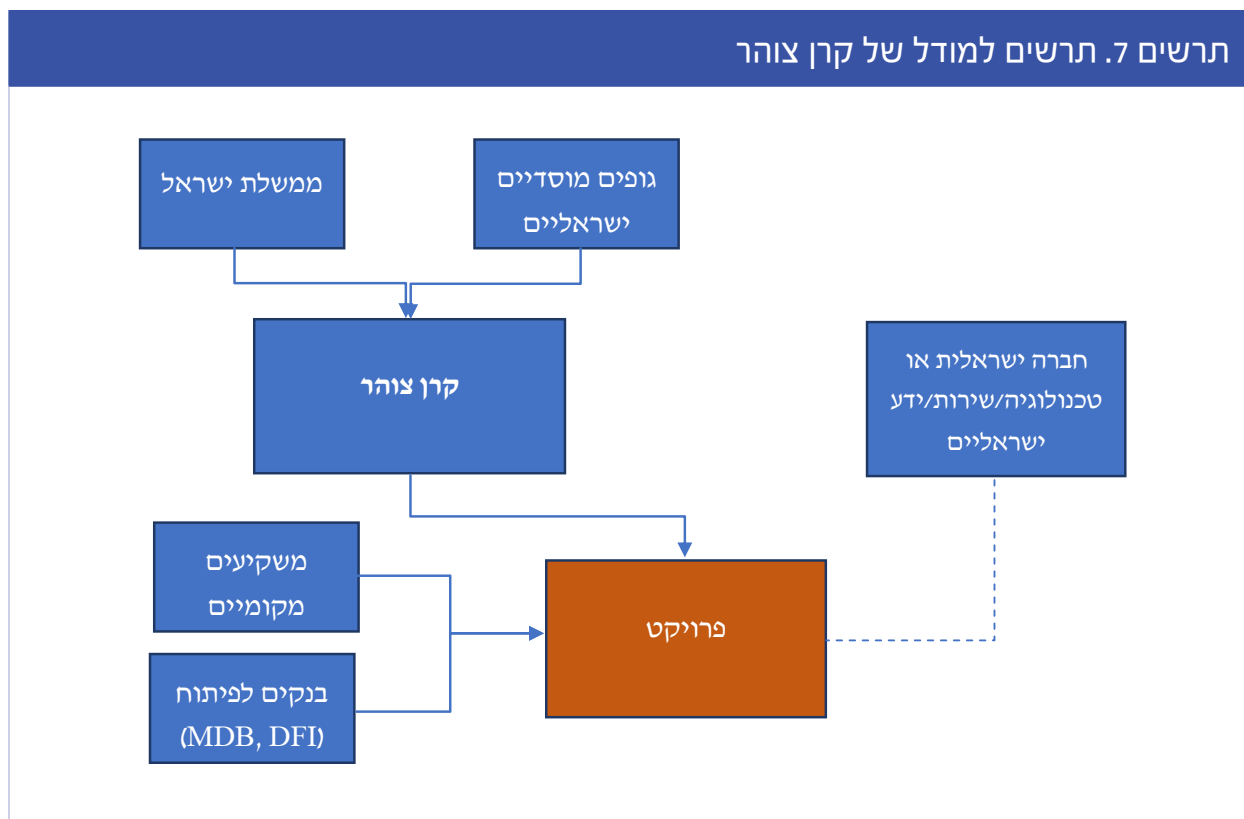 תרשים 7. תרשים למודל של קרן צוהר
גופים מוסדיים
ישראליים
ממשלת ישראל
קרן צוהר
חברה ישראלית או
טכנולוגיה/שירות/ידע
ישראליים
משקיעים
מקומיים
פרויקט
בנקים לפיתוח
(MDB, DFI)